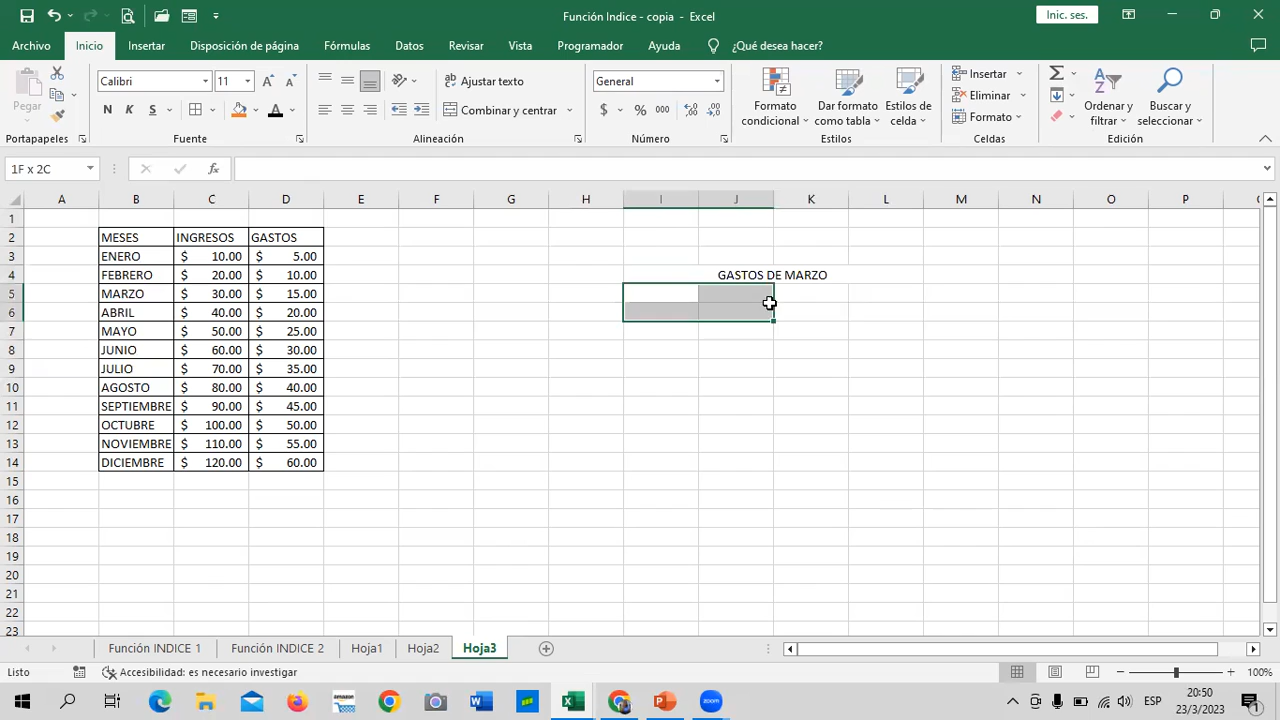 Función Indice - copia - Excel
Inic. ses.
Archivo Inicio Insertar Disposición de página Fórmulas Datos Revisar Vista Programador Ayuda ¿Qué desea hacer?
Pegar
Calibri 11
N K S
Ajustar texto
Combinar y centrar
General
$ % 000
Formato condicional
Dar formato como tabla
Estilos de celda
Insertar
Eliminar
Formato
Ordenar y filtrar
Buscar y seleccionar
Portapapeles Fuente Alineación Número Estilos Celdas Edición
1F x 2C
fx
A B C D E F G H I J K L M N O P
1
2 MESES INGRESOS GASTOS
3 ENERO $ 10.00 $ 5.00
4 FEBRERO $ 20.00 $ 10.00 GASTOS DE MARZO
5 MARZO $ 30.00 $ 15.00
6 ABRIL $ 40.00 $ 20.00
7 MAYO $ 50.00 $ 25.00
8 JUNIO $ 60.00 $ 30.00
9 JULIO $ 70.00 $ 35.00
10 AGOSTO $ 80.00 $ 40.00
11 SEPTIEMBRE $ 90.00 $ 45.00
12 OCTUBRE $ 100.00 $ 50.00
13 NOVIEMBRE $ 110.00 $ 55.00
14 DICIEMBRE $ 120.00 $ 60.00
15
16
17
18
19
20
21
22
23
Función INDICE 1 Función INDICE 2 Hoja1 Hoja2 Hoja3
Listo Accesibilidad: es necesario investigar 100%
amazon
ESP
20:50
23/3/2023